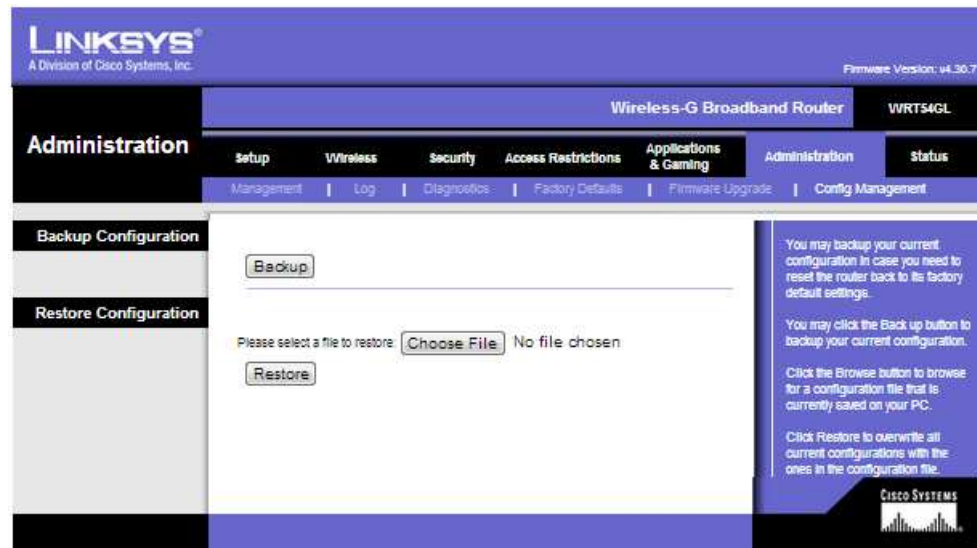 LINKSYS®
A Division of Cisco Systems, Inc.
Firmware Version: v4.30.7
Wireless-G Broadband Router
WRT54GL
Administration
Setup
Wireless
Security
Access Restrictions
Applications
& Gaming
Administration
Status
Management | Log | Diagnostics | Factory Defaults | Firmware Upgrade | Config Management
Backup Configuration
Backup
Restore Configuration
Please select a file to restore: Choose File No file chosen
Restore
You may backup your current
configuration in case you need to
reset the router back to its factory
default settings.
You may click the Back up button to
backup your current configuration.
Click the Browse button to browse
for a configuration file that is
currently saved on your PC.
Click Restore to overwrite all
current configurations with the
ones in the configuration file.
CISCO SYSTEMS